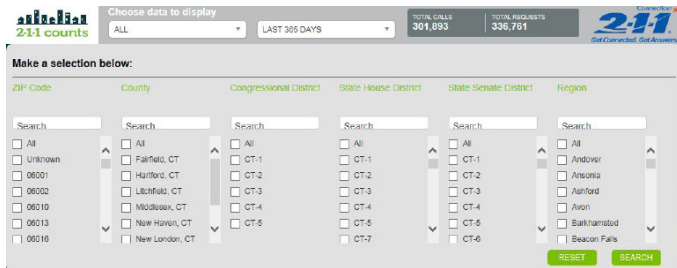 Choose data to display
Connecticut
2-1-1 counts
ALL
LAST 365 DAYS
TOTAL CALLS
301,893
TOTAL REQUESTS
336,761
2-1-1
Get Connected. Get Answers.
Make a selection below:
ZIP Code County Congressional District State House District State Senate District Region
Search Search Search Search Search Search
All All All All All All
Unknown Fairfield, CT CT-1 CT-1 CT-1 Andover
06001 Hartford, CT CT-2 CT-2 CT-2 Ansonia
06002 Litchfield, CT CT-3 CT-3 CT-3 Ashford
06010 Middlesex, CT CT-4 CT-4 CT-4 Avon
06013 New Haven, CT CT-5 CT-5 CT-5 Barkhamsted
06016 New London, CT CT-7 CT-6 Beacon Falls
RESET SEARCH